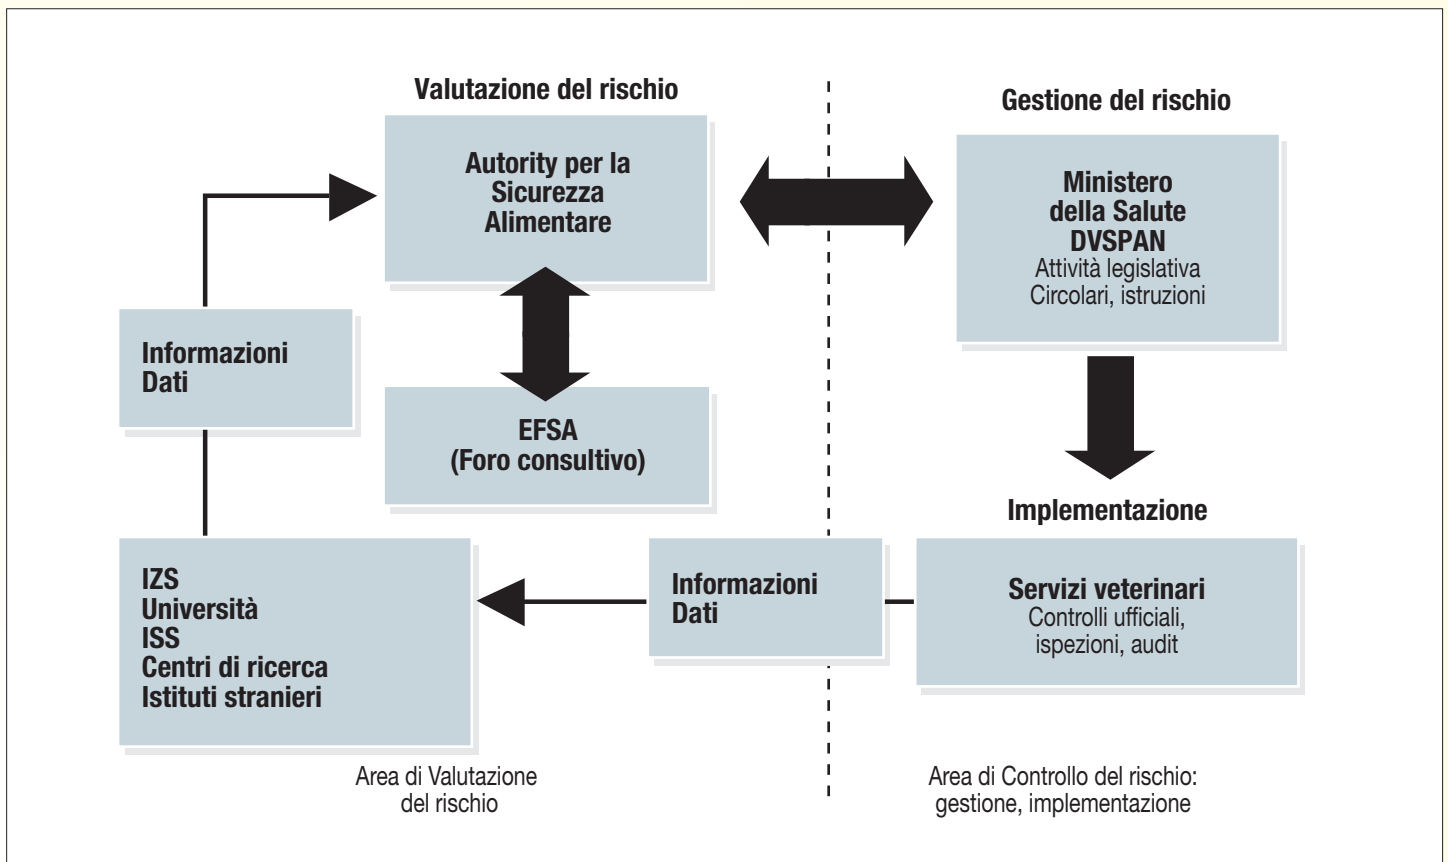 Valutazione del rischio
Autority per la
Sicurezza
Alimentare
Gestione del rischio
Ministero
della Salute
DVSPAN
Attività legislativa
Circolari, istruzioni
Informazioni
Dati
EFSA
(Foro consultivo)
Implementazione
Servizi veterinari
Controlli ufficiali,
ispezioni, audit
Informazioni
Dati
IZS
Università
ISS
Centri di ricerca
Istituti stranieri
Area di Valutazione
del rischio
Area di Controllo del rischio:
gestione, implementazione